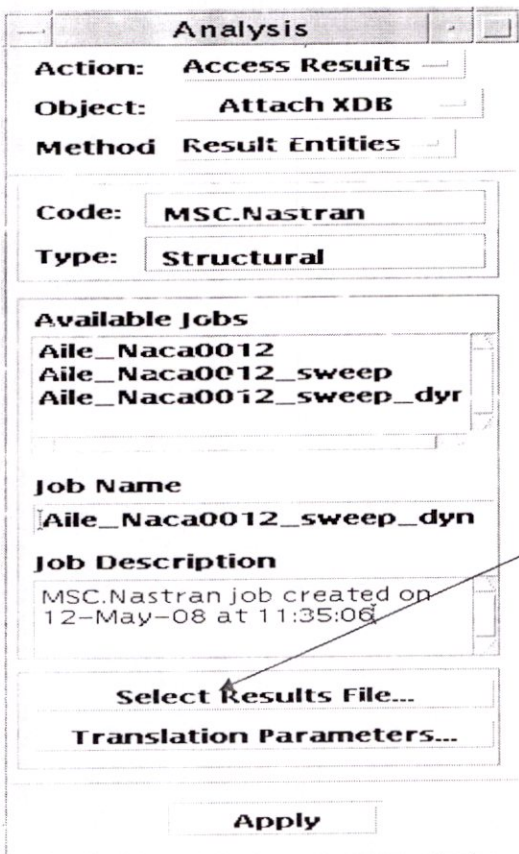 Analysis
Action: Access Results
Object: Attach XDB
Method Result Entities
Code: MSC.Nastran
Type: Structural
Available Jobs
Aile_Naca0012
Aile_Naca0012_sweep
Aile_Naca0012_sweep_dyr
Job Name
Aile_Naca0012_sweep_dyn
Job Description
MSC.Nastran job created on
12-May-08 at 11:35:06
Select Results File...
Translation Parameters...
Apply